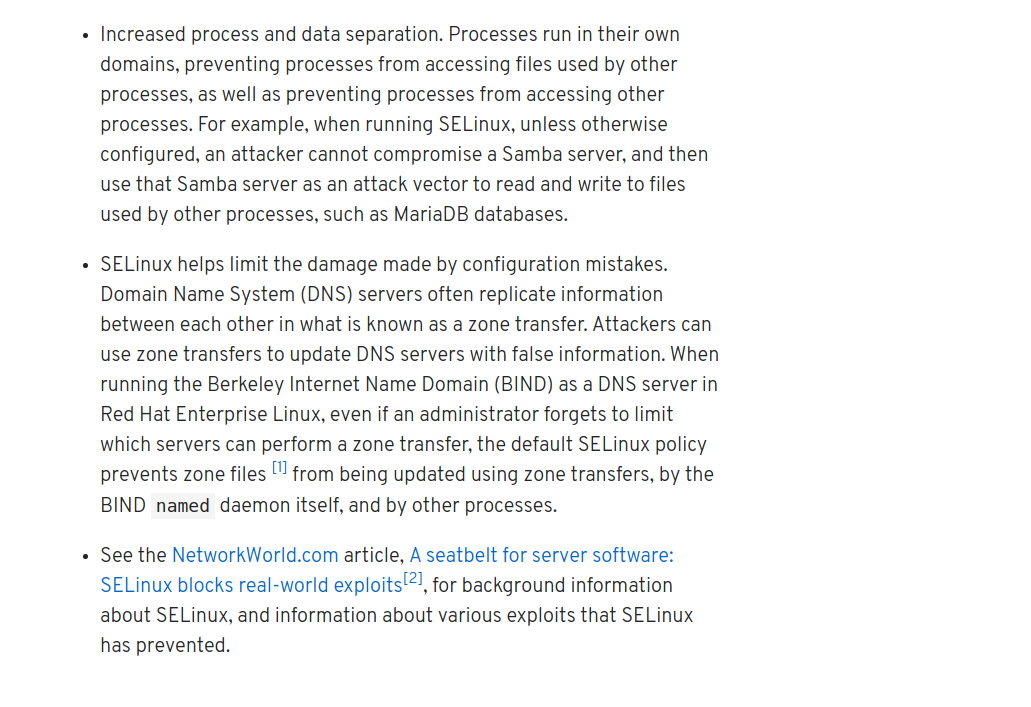 • Increased process and data separation. Processes run in their own
domains, preventing processes from accessing files used by other
processes, as well as preventing processes from accessing other
processes. For example, when running SELinux, unless otherwise
configured, an attacker cannot compromise a Samba server, and then
use that Samba server as an attack vector to read and write to files
used by other processes, such as MariaDB databases.
• SELinux helps limit the damage made by configuration mistakes.
Domain Name System (DNS) servers often replicate information
between each other in what is known as a zone transfer. Attackers can
use zone transfers to update DNS servers with false information. When
running the Berkeley Internet Name Domain (BIND) as a DNS server in
Red Hat Enterprise Linux, even if an administrator forgets to limit
which servers can perform a zone transfer, the default SELinux policy
prevents zone files [1] from being updated using zone transfers, by the
BIND named daemon itself, and by other processes.
• See the NetworkWorld.com article, A seatbelt for server software:
SELinux blocks real-world exploits[2], for background information
about SELinux, and information about various exploits that SELinux
has prevented.